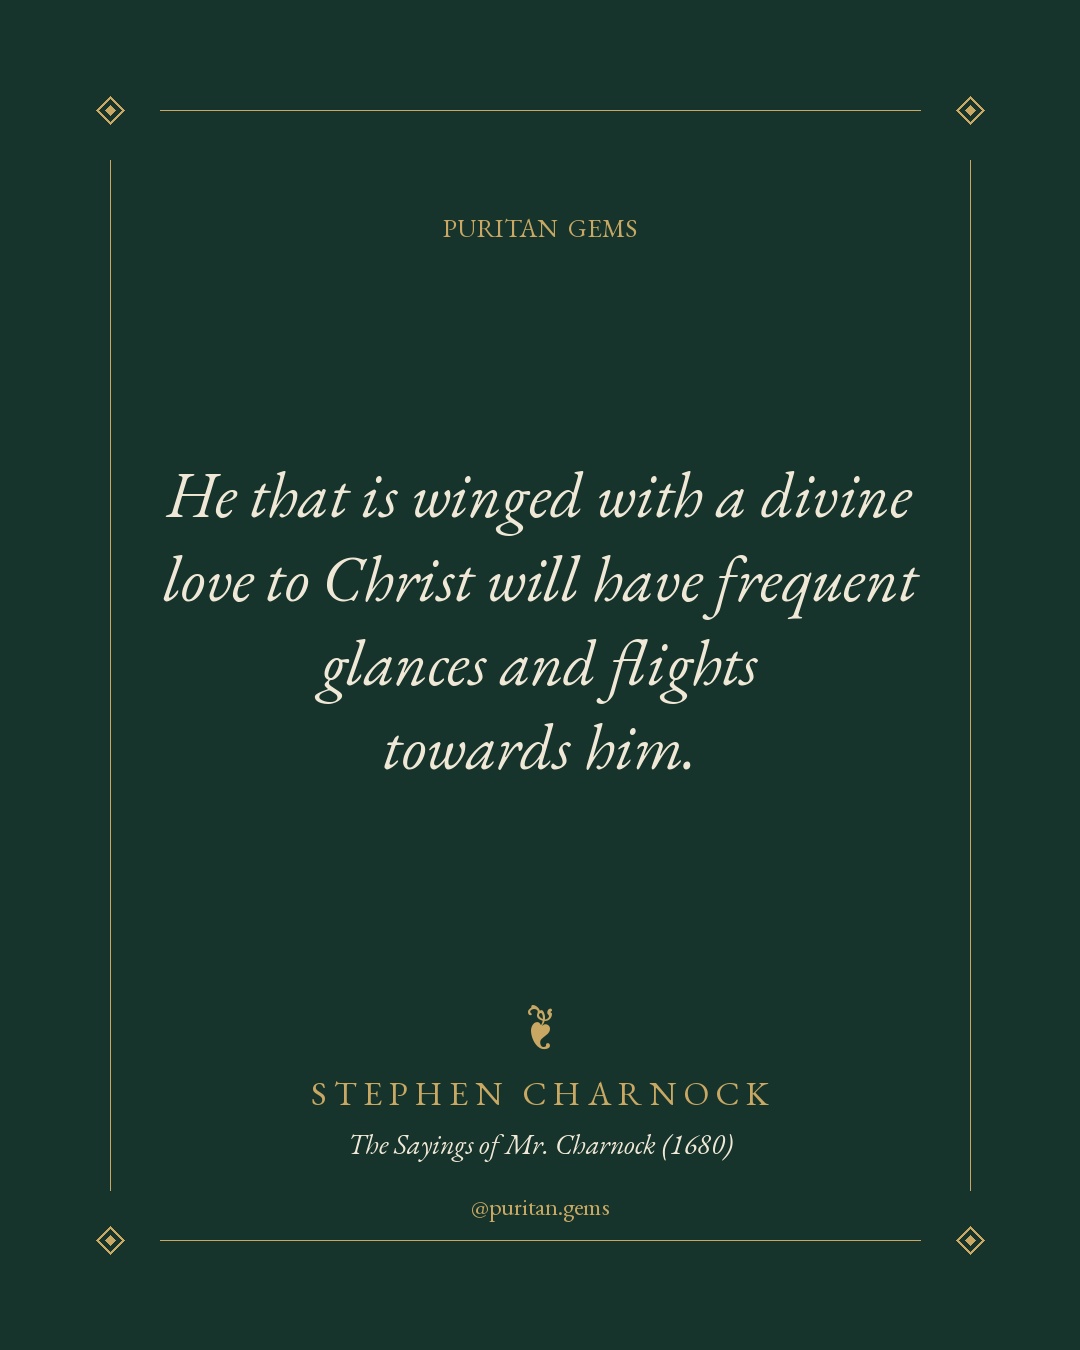 PURITAN GEMS
He that is winged with a divine
love to Christ will have frequent
glances and flights
towards him.
❦
STEPHEN CHARNOCK
The Sayings of Mr. Charnock (1680)
@puritan.gems